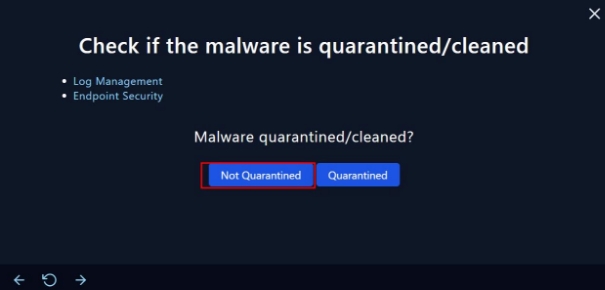 Check if the malware is quarantined/cleaned
Log Management
Endpoint Security
Malware quarantined/cleaned?
Not Quarantined Quarantined